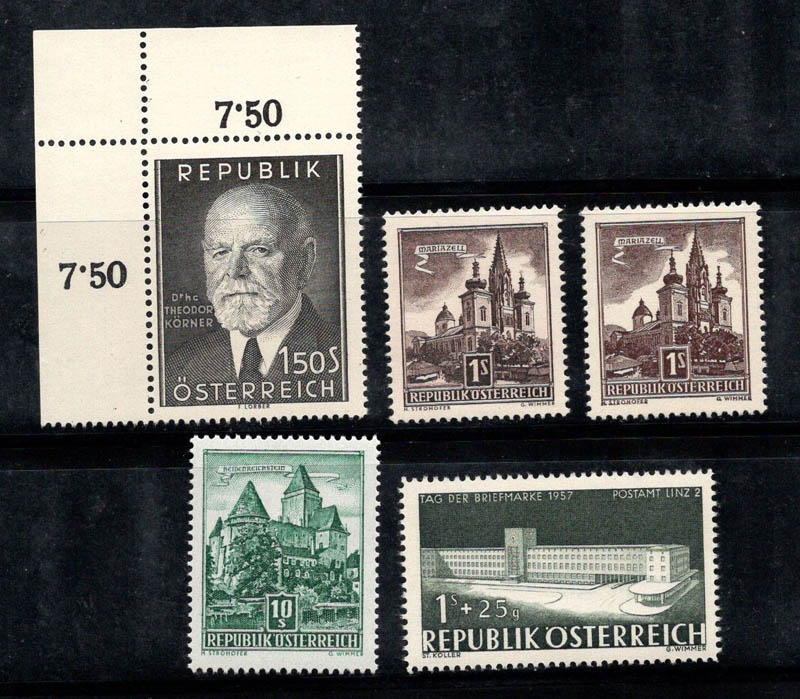 7·50
7·50
REPUBLIK
Dr hc
THEODOR
KÖRNER
1.50 S
ÖSTERREICH
F. LORBER
MARIAZELL
1S
REPUBLIK ÖSTERREICH
H. STROHOFER G. WIMMER
MARIAZELL
1S
REPUBLIK ÖSTERREICH
H. STROHOFER G. WIMMER
HEIDENREICHSTEIN
10S
REPUBLIK ÖSTERREICH
H. STROHOFER G. WIMMER
TAG DER BRIEFMARKE 1957 POSTAMT LINZ 2
1S + 25g
REPUBLIK ÖSTERREICH
ST. KOLLER G. WIMMER